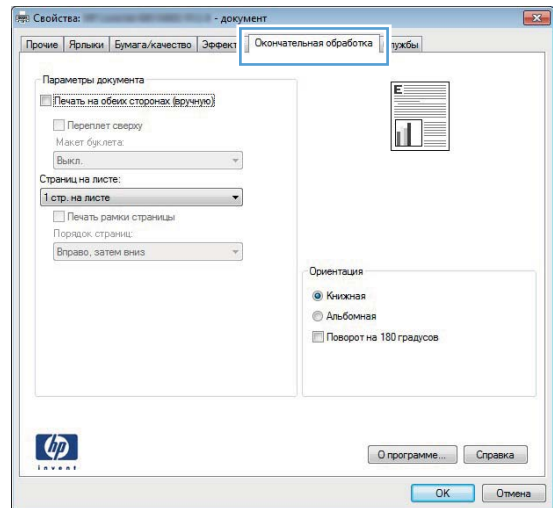 Свойства: - документ
Прочие Ярлыки Бумага/качество Эффект Окончательная обработка лужбы
Параметры документа
Печать на обеих сторонах (вручную)
Переплет сверху
Макет буклета:
Выкл.
Страниц на листе:
1 стр. на листе
Печать рамки страницы
Порядок страниц:
Вправо, затем вниз
E
Ориентация
Книжная
Альбомная
Поворот на 180 градусов
hp
invent
О программе... Справка
OK Отмена